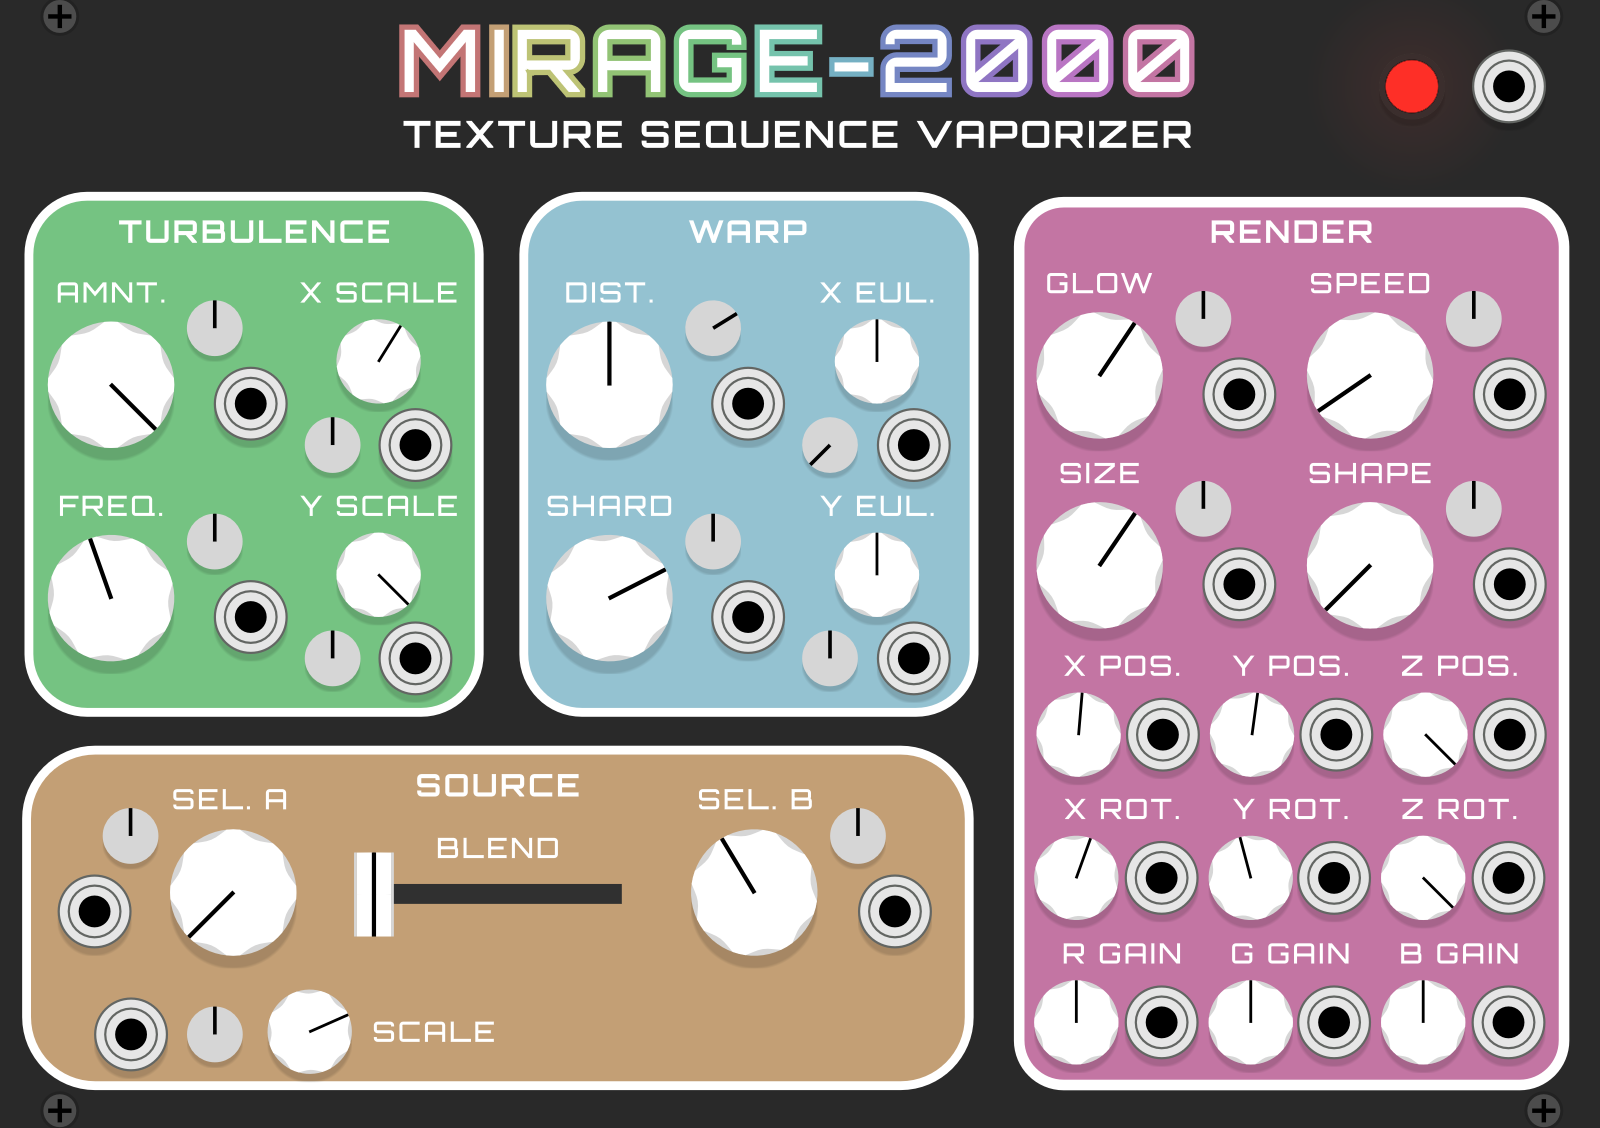 MIRAGE-2000
TEXTURE SEQUENCE VAPORIZER
TURBULENCE
AMNT.
X SCALE
FREQ.
Y SCALE
WARP
DIST.
X EUL.
SHARD
Y EUL.
RENDER
GLOW
SPEED
SIZE
SHAPE
X POS.
Y POS.
Z POS.
X ROT.
Y ROT.
Z ROT.
R GAIN
G GAIN
B GAIN
SOURCE
SEL. A
SEL. B
BLEND
SCALE